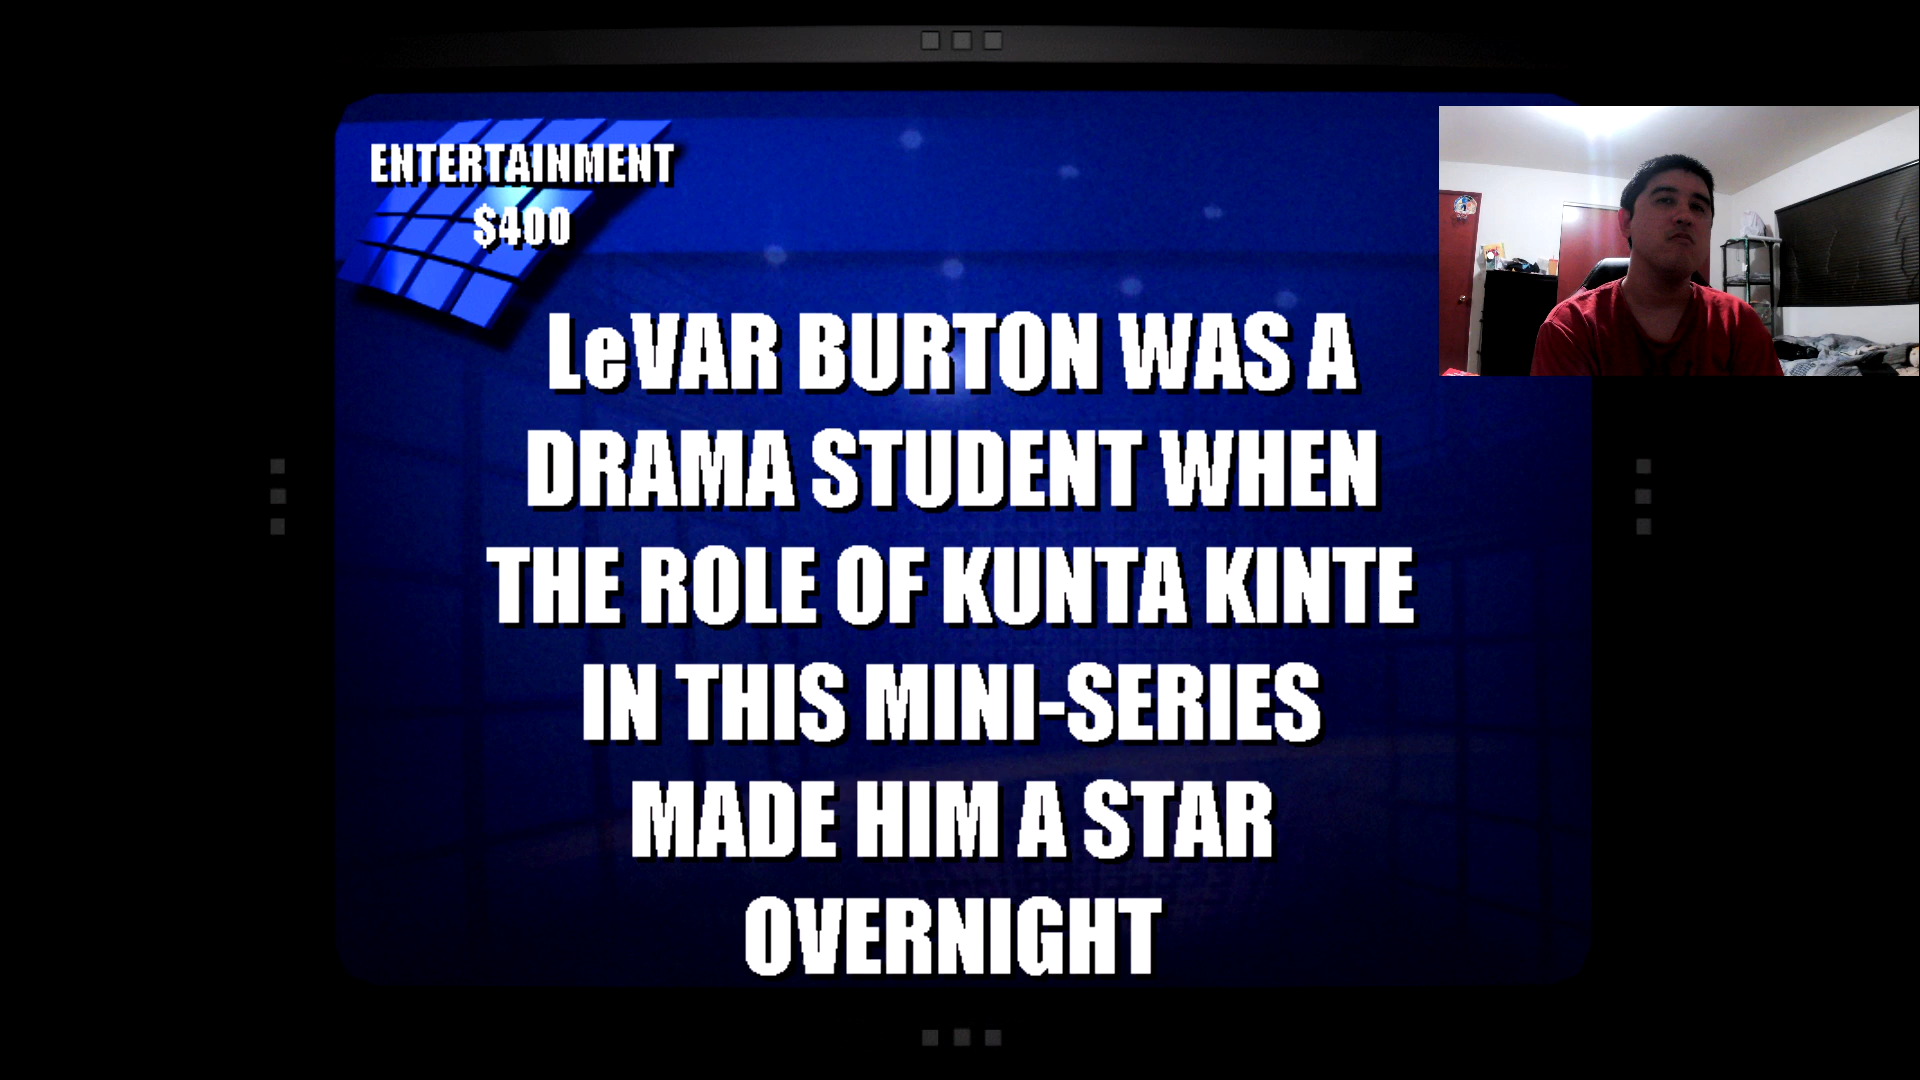 ENTERTAINMENT
$400
LeVAR BURTON WAS A
DRAMA STUDENT WHEN
THE ROLE OF KUNTA KINTE
IN THIS MINI-SERIES
MADE HIM A STAR
OVERNIGHT